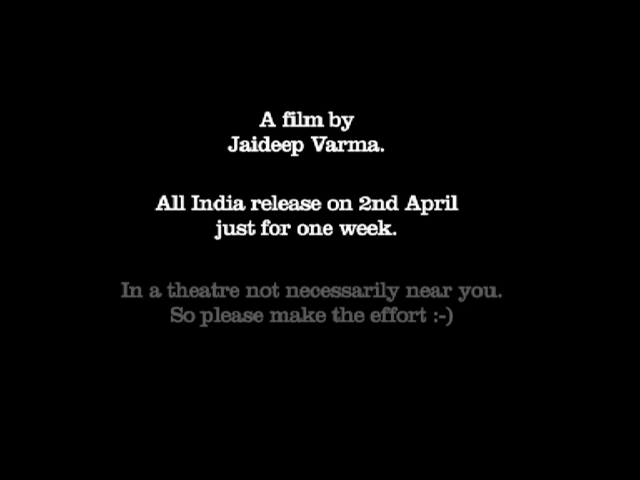 A film by
Jaideep Varma.
All India release on 2nd April
just for one week.
In a theatre not necessarily near you.
So please make the effort :-)